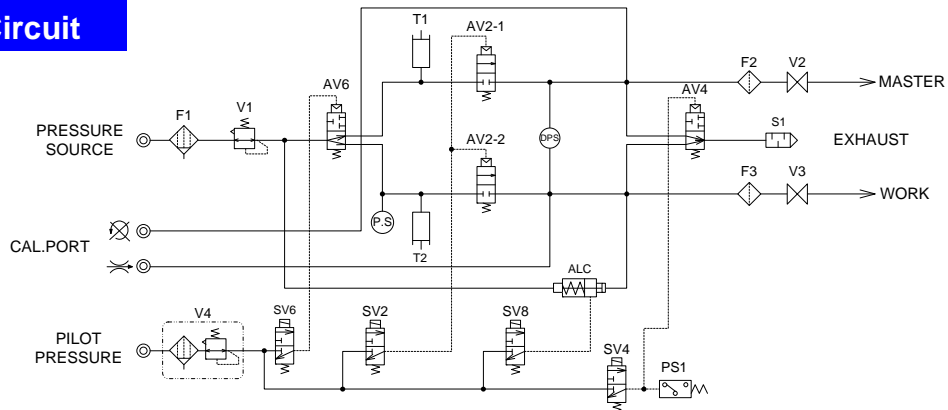 Circuit
T1
AV2-1
AV6
F2
V2
MASTER
AV4
F1
V1
S1
PRESSURE
SOURCE
EXHAUST
DPS
AV2-2
F3
V3
P.S
WORK
CAL.PORT
T2
ALC
V4
SV6
SV2
SV8
PILOT
PRESSURE
SV4
PS1